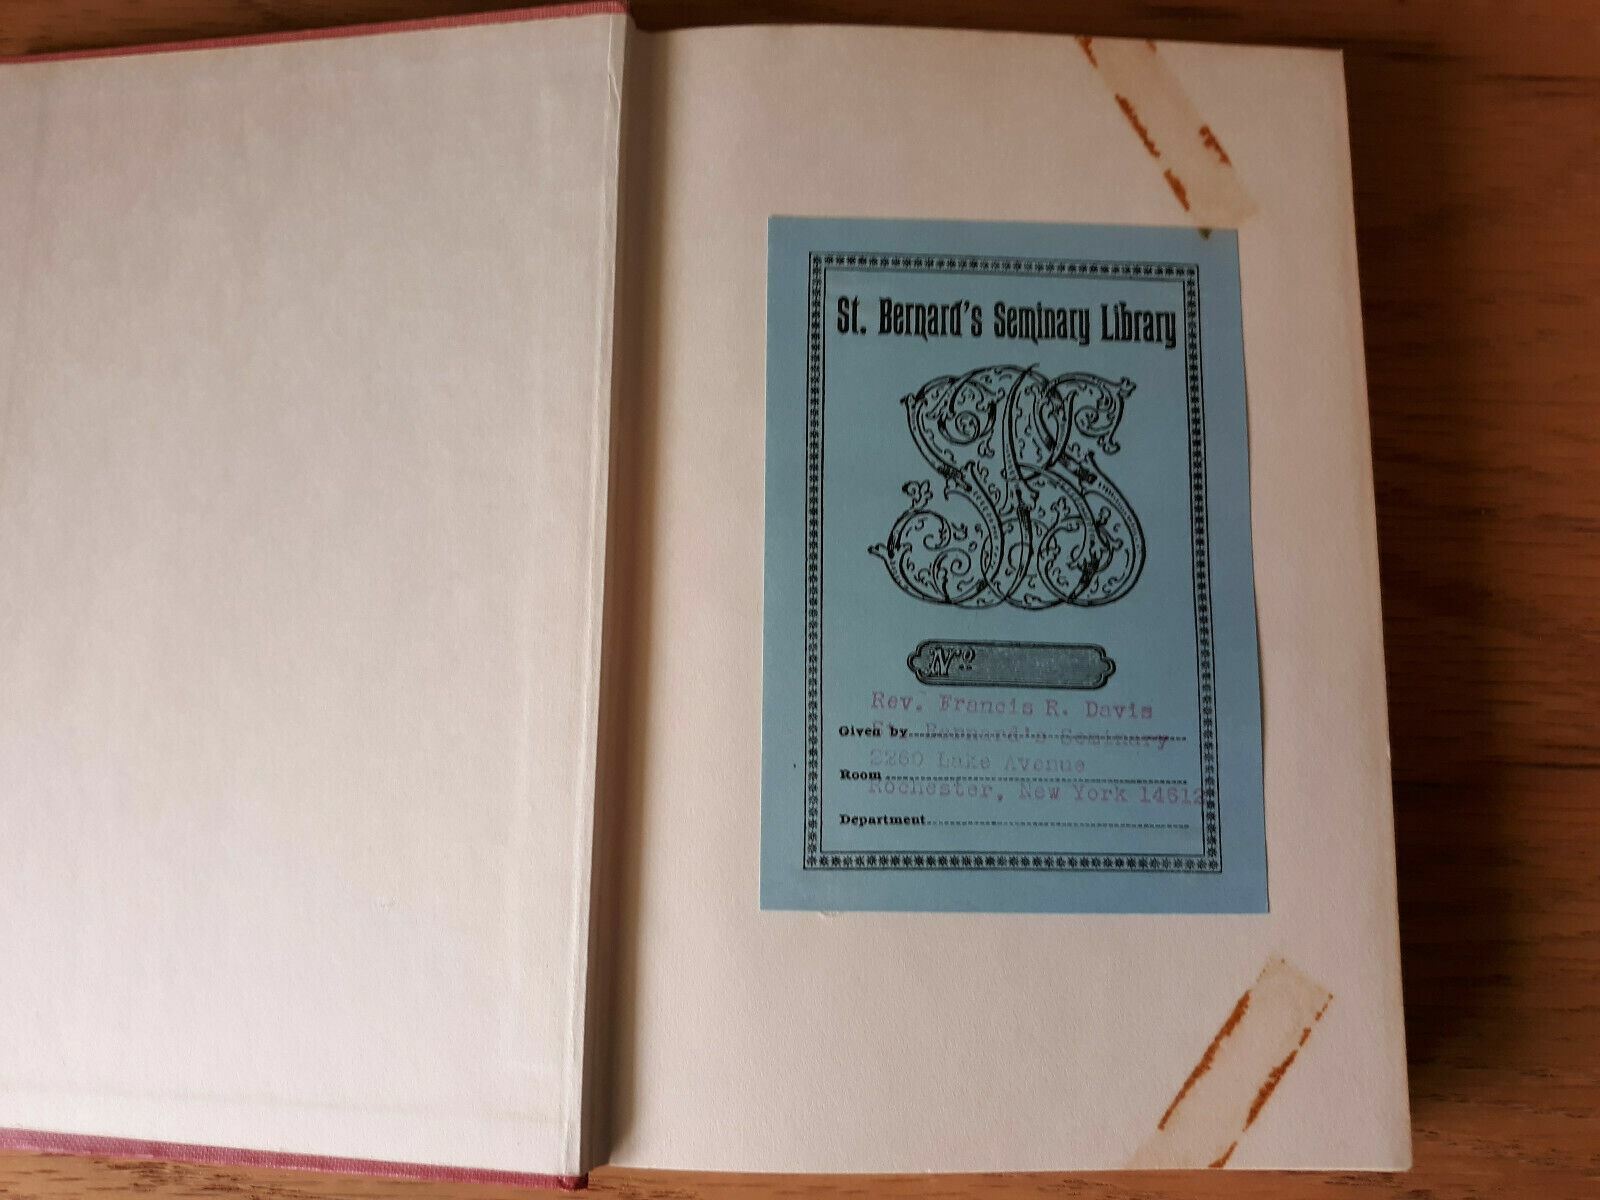 St. Bernard's Seminary Library
SBS
No
Rev. Francis R. Davis
Given by St. Bernard's Seminary
2260 Lake Avenue
Room
Rochester, New York 14612
Department